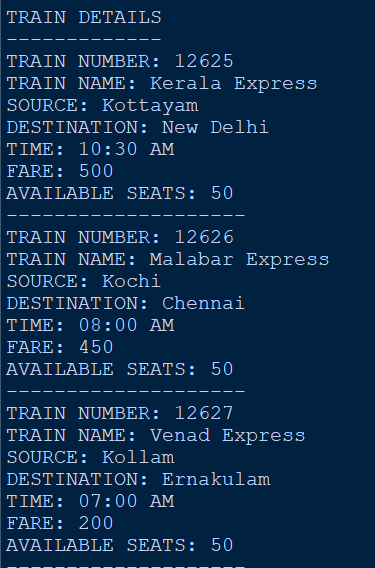 TRAIN DETAILS
-------------
TRAIN NUMBER: 12625
TRAIN NAME: Kerala Express
SOURCE: Kottayam
DESTINATION: New Delhi
TIME: 10:30 AM
FARE: 500
AVAILABLE SEATS: 50
--------------------
TRAIN NUMBER: 12626
TRAIN NAME: Malabar Express
SOURCE: Kochi
DESTINATION: Chennai
TIME: 08:00 AM
FARE: 450
AVAILABLE SEATS: 50
--------------------
TRAIN NUMBER: 12627
TRAIN NAME: Venad Express
SOURCE: Kollam
DESTINATION: Ernakulam
TIME: 07:00 AM
FARE: 200
AVAILABLE SEATS: 50
--------------------